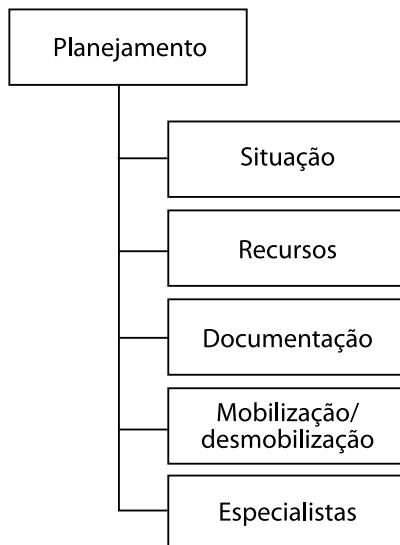 Planejamento
Situação
Recursos
Documentação
Mobilização/
desmobilização
Especialistas